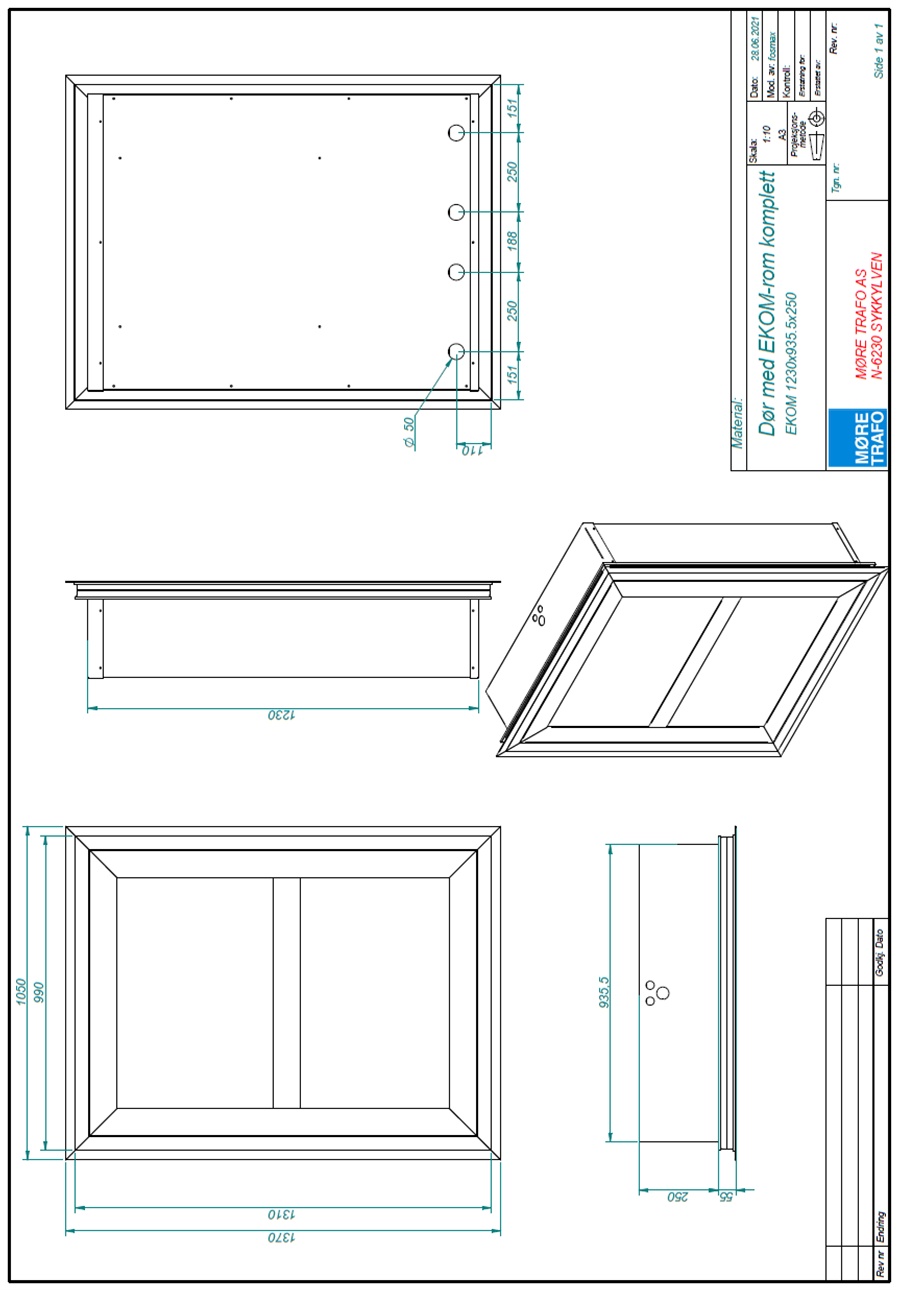 151
250
188
250
151
Ø 50
110
1230
1050
990
1310
1370
935,5
250
55
Material:
Dør med EKOM-rom komplett
EKOM 1230x935.5x250
Skala:
1:10
A3
Projeksjons-
metode
Dato: 28.06.2021
Mod. av: fosmax
Kontroll:
Erstatning for:
Erstattet av:
MØRE
TRAFO
MØRE TRAFO AS
N-6230 SYKKYLVEN
Tgn. nr:
Rev. nr:
Side 1 av 1
Rev nr Endring Godkj. Dato